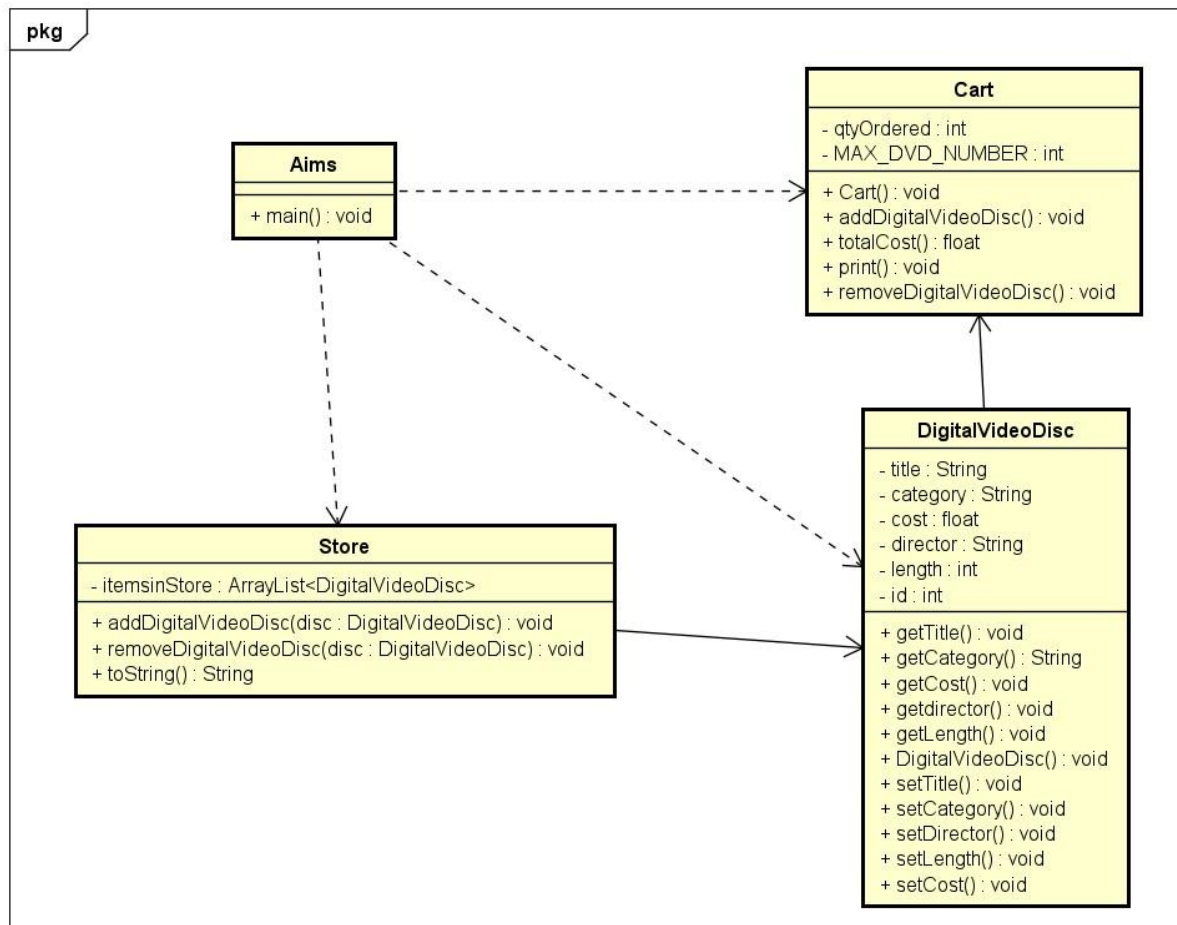 pkg
Cart
- qtyOrdered : int
- MAX_DVD_NUMBER : int
+ Cart() : void
+ addDigitalVideoDisc() : void
+ totalCost() : float
+ print() : void
+ removeDigitalVideoDisc() : void
Aims
+ main() : void
DigitalVideoDisc
- title : String
- category : String
- cost : float
- director : String
- length : int
- id : int
+ getTitle() : void
+ getCategory() : String
+ getCost() : void
+ getdirector() : void
+ getLength() : void
+ DigitalVideoDisc() : void
+ setTitle() : void
+ setCategory() : void
+ setDirector() : void
+ setLength() : void
+ setCost() : void
Store
- itemsinStore : ArrayList<DigitalVideoDisc>
+ addDigitalVideoDisc(disc : DigitalVideoDisc) : void
+ removeDigitalVideoDisc(disc : DigitalVideoDisc) : void
+ toString() : String